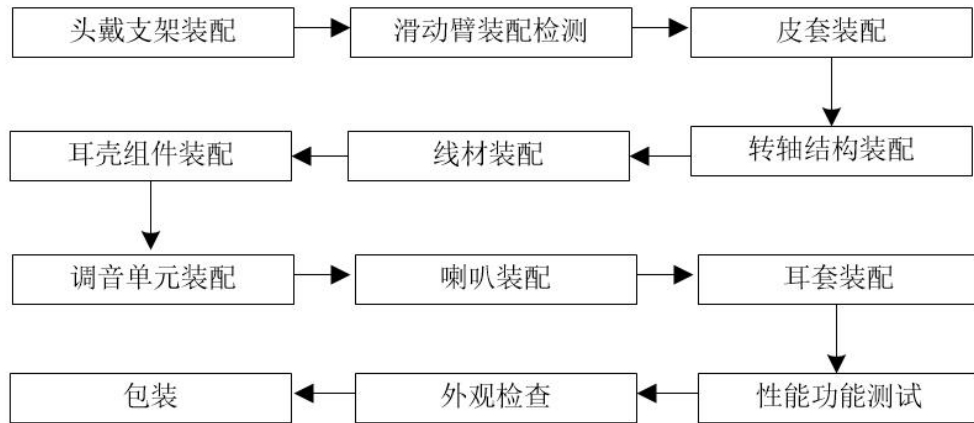 头戴支架装配
滑动臂装配检测
皮套装配
转轴结构装配
线材装配
耳壳组件装配
调音单元装配
喇叭装配
耳套装配
性能功能测试
外观检查
包装